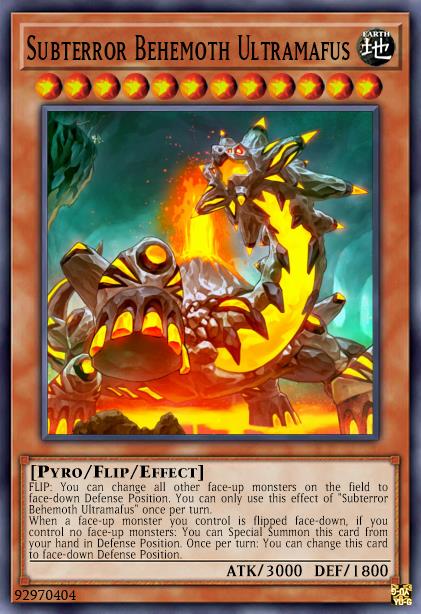 SUBTERROR BEHEMOTH ULTRAMAFUS
EARTH
地
[PYRO/FLIP/EFFECT]
FLIP: You can change all other face-up monsters on the field to
face-down Defense Position. You can only use this effect of "Subterror
Behemoth Ultramafus" once per turn.
When a face-up monster you control is flipped face-down, if you
control no face-up monsters: You can Special Summon this card from
your hand in Defense Position. Once per turn: You can change this card
to face-down Defense Position.
ATK/3000 DEF/1800
92970404